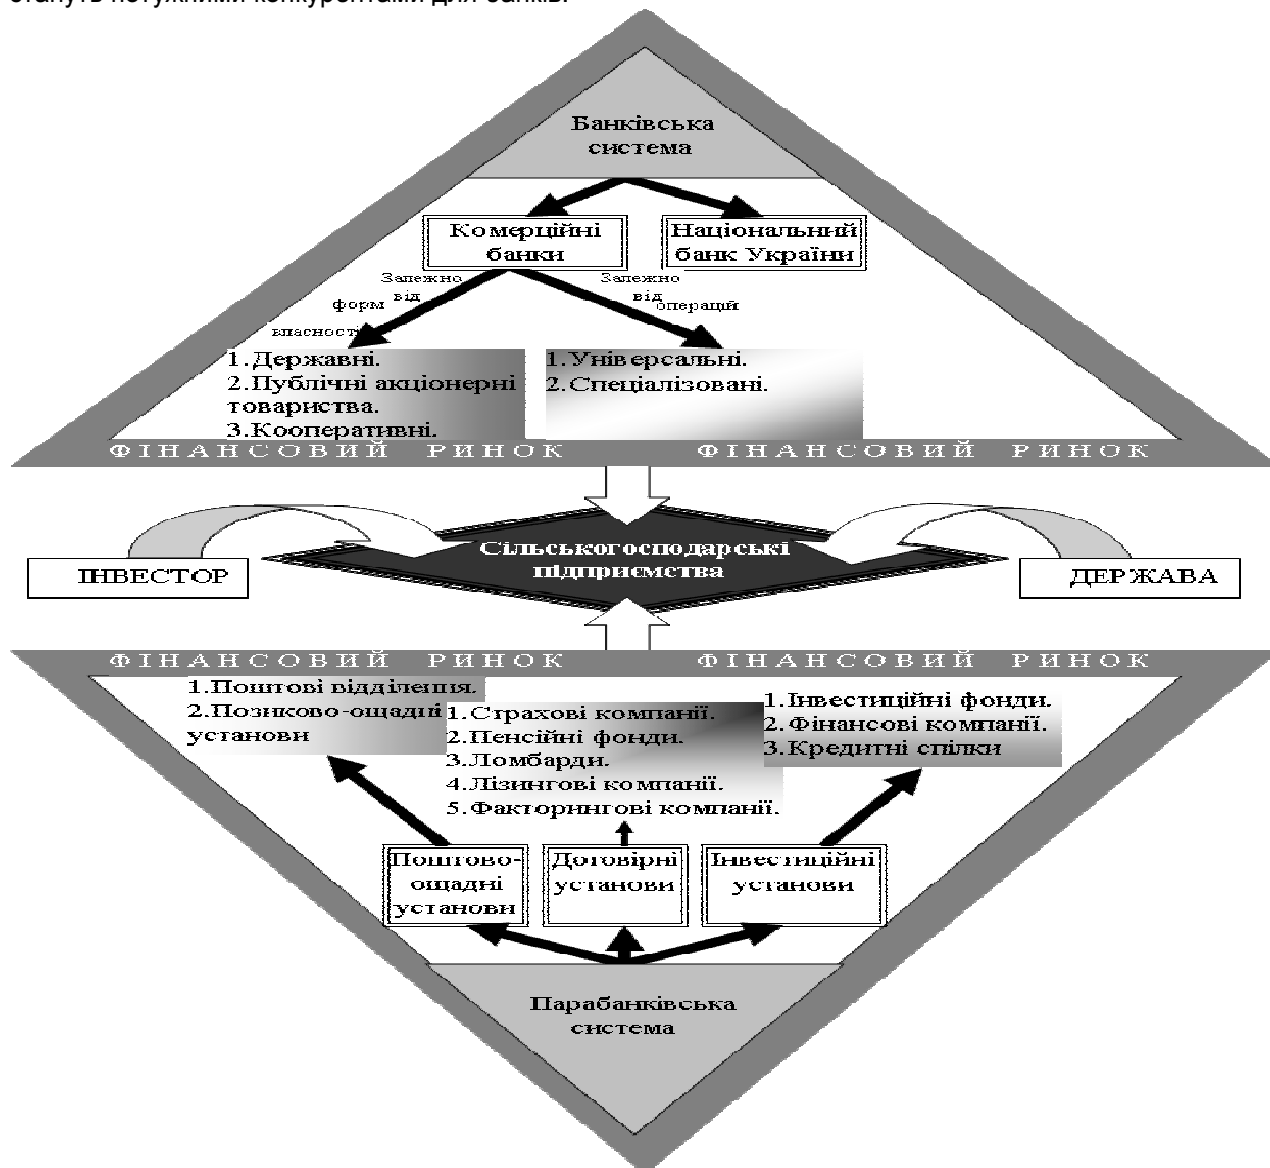 стануть потужними конкурентами для банків.
Банківська
система
Комерційні
банки
Національний
банк України
Залежно
від
форм
власності
Залежно
від
операцій
1.Державні.
2.Публічні акціонерні
товариства.
3.Кооперативні.
1.Універсальні.
2.Спеціалізовані.
ФІНАНСОВИЙ РИНОК ФІНАНСОВИЙ РИНОК
ІНВЕСТОР
Сільськогосподарські
підприємства
ДЕРЖАВА
ФІНАНСОВИЙ РИНОК ФІНАНСОВИЙ РИНОК
1.Поштові відділення.
2.Позиково-ощадні
установи
1.Страхові компанії.
2.Пенсійні фонди.
3.Ломбарди.
4.Лізингові компанії.
5.Факторингові компанії.
1.Інвестиційні фонди.
2.Фінансові компанії.
3.Кредитні спілки
Поштово-
ощадні
установи
Договірні
установи
Інвестиційні
установи
Парабанківська
система